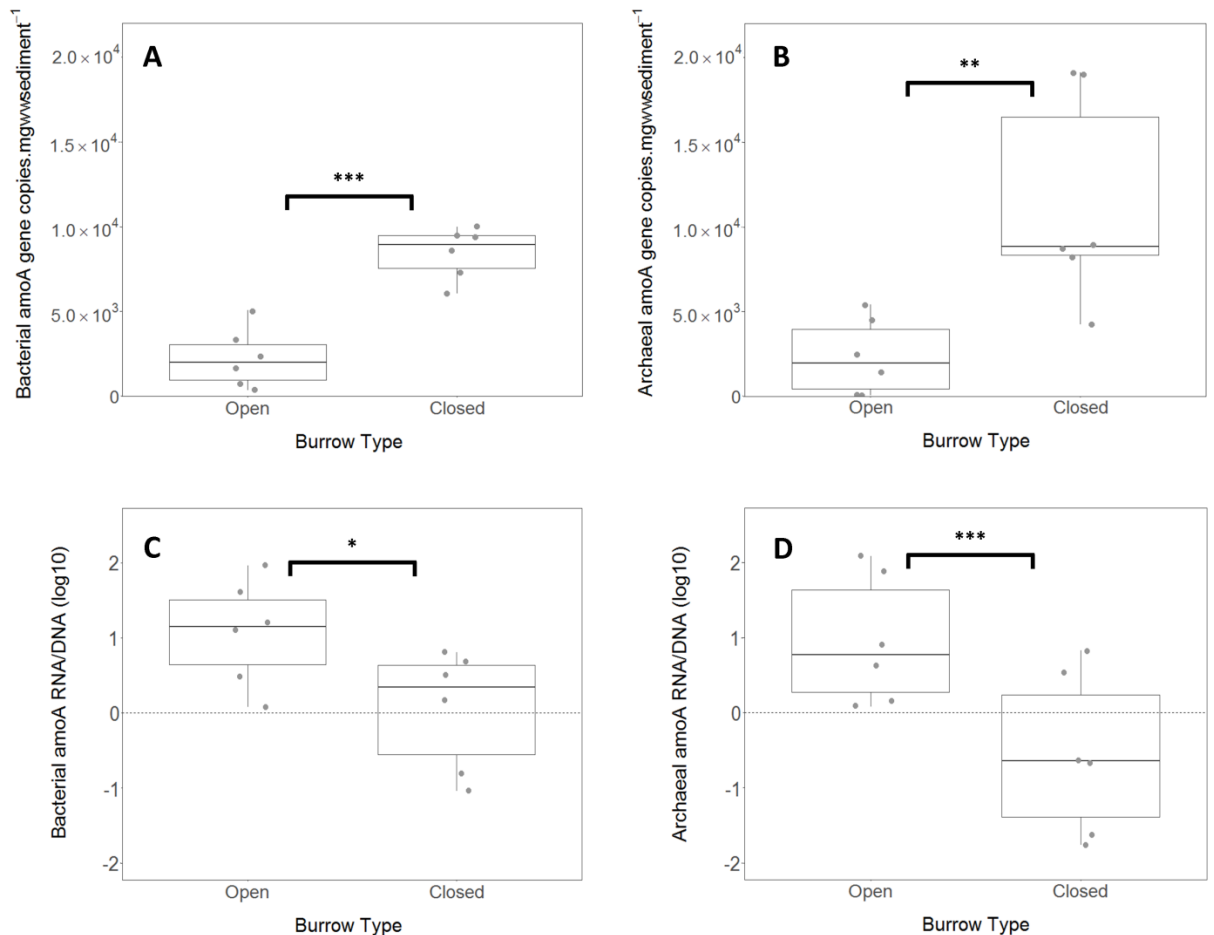 A
***
Bacterial amoA gene copies.mgwwsediment⁻¹
2.0 × 10⁴
1.5 × 10⁴
1.0 × 10⁴
5.0 × 10³
0
Open Closed
Burrow Type
B
**
Archaeal amoA gene copies.mgwwsediment⁻¹
2.0 × 10⁴
1.5 × 10⁴
1.0 × 10⁴
5.0 × 10³
0
Open Closed
Burrow Type
C
*
Bacterial amoA RNA/DNA (log10)
2
1
0
-1
-2
Open Closed
Burrow Type
D
***
Archaeal amoA RNA/DNA (log10)
2
1
0
-1
-2
Open Closed
Burrow Type